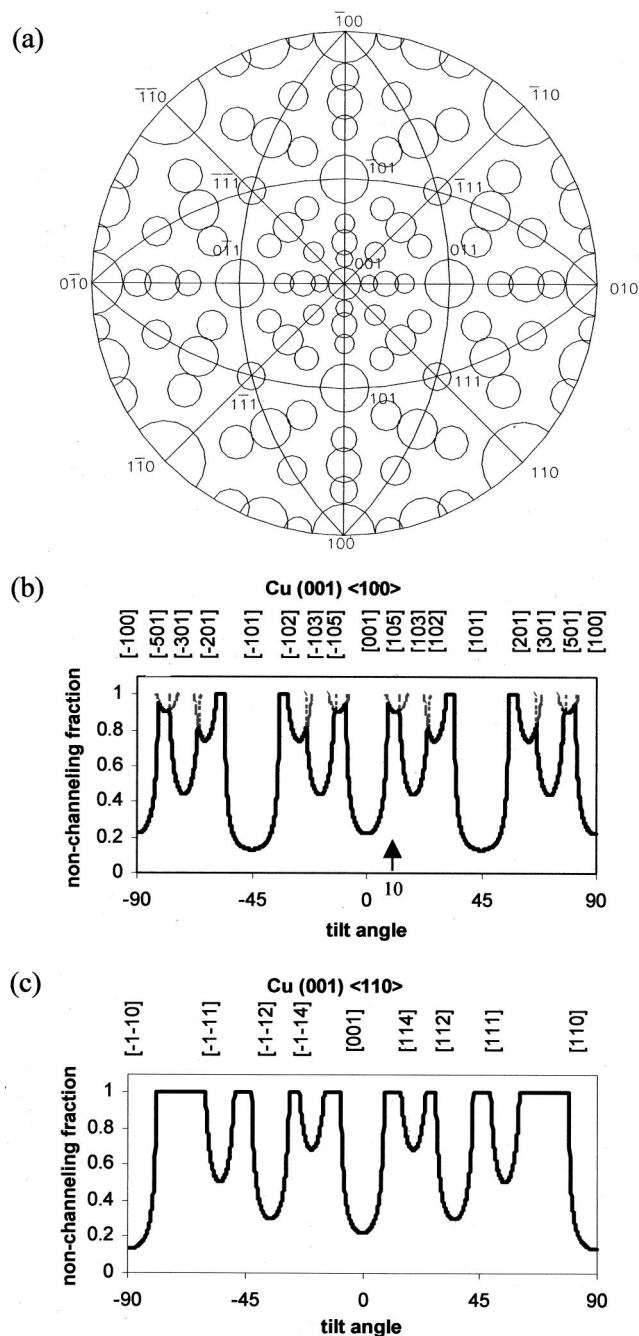 (a)
1̅00
1̅1̅0
1̅10
1̅01
1̅1̅1
1̅11
01̅1
001
011
01̅0
010
11̅1
101
111
11̅0
110
100
(b)
Cu (001) <100>
[-100] [-501] [-301] [-201] [-101] [-102] [-103] [-105] [001] [105] [103] [102] [101] [201] [301] [501] [100]
non-channeling fraction
1
0.8
0.6
0.4
0.2
0
10
-90 -45 0 45 90
tilt angle
(c)
Cu (001) <110>
[-1-10] [-1-11] [-1-12] [-1-14] [001] [114] [112] [111] [110]
non-channeling fraction
1
0.8
0.6
0.4
0.2
0
-90 -45 0 45 90
tilt angle